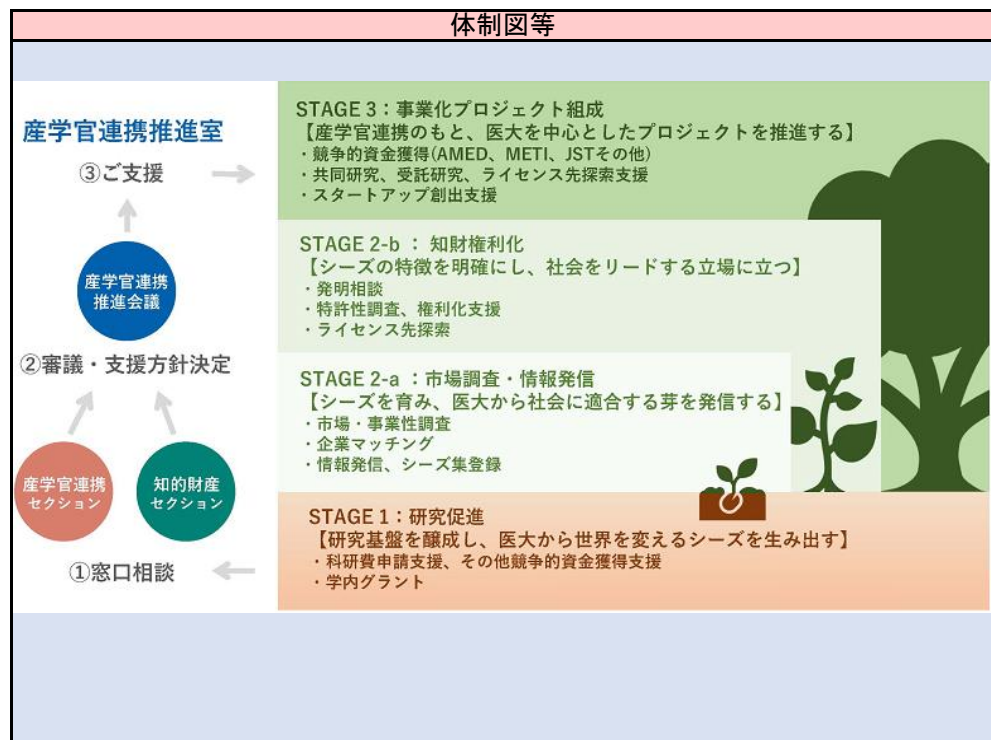 体制図等
産学官連携推進室
③ご支援
産学官連携
推進会議
②審議・支援方針決定
産学官連携
セクション
知的財産
セクション
①窓口相談
STAGE 3：事業化プロジェクト組成
【産学官連携のもと、医大を中心としたプロジェクトを推進する】
・競争的資金獲得(AMED、METI、JSTその他)
・共同研究、受託研究、ライセンス先探索支援
・スタートアップ創出支援
STAGE 2-b ： 知財権利化
【シーズの特徴を明確にし、社会をリードする立場に立つ】
・発明相談
・特許性調査、権利化支援
・ライセンス先探索
STAGE 2-a ：市場調査・情報発信
【シーズを育み、医大から社会に適合する芽を発信する】
・市場・事業性調査
・企業マッチング
・情報発信、シーズ集登録
STAGE 1：研究促進
【研究基盤を醸成し、医大から世界を変えるシーズを生み出す】
・科研費申請支援、その他競争的資金獲得支援
・学内グラント